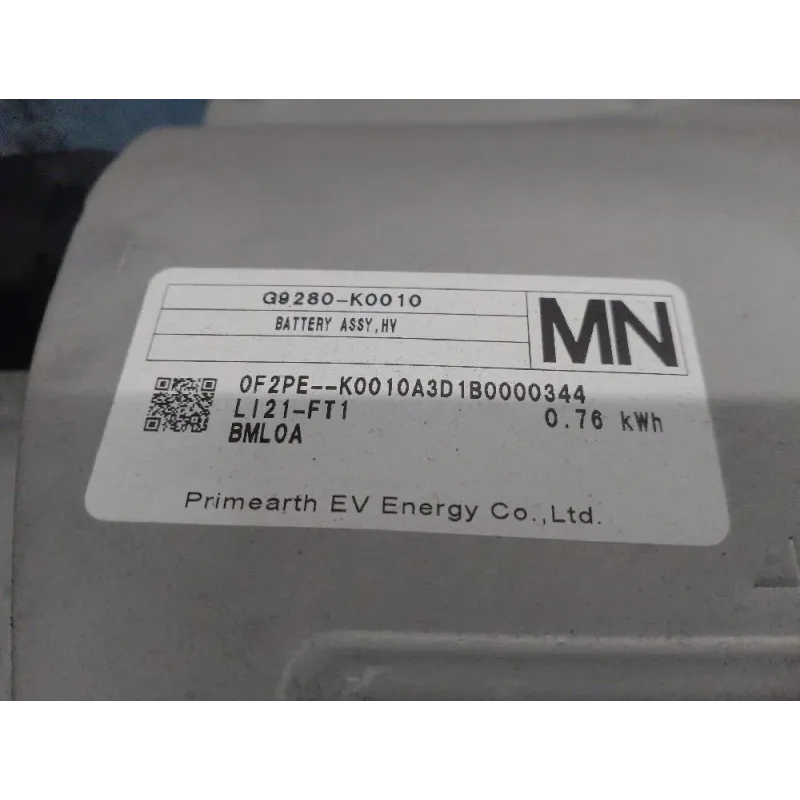 G9280-K0010
BATTERY ASSY,HV
MN
0F2PE--K0010A3D1B0000344
LI21-FT1
0.76 kWh
BML0A
Primearth EV Energy Co.,Ltd.